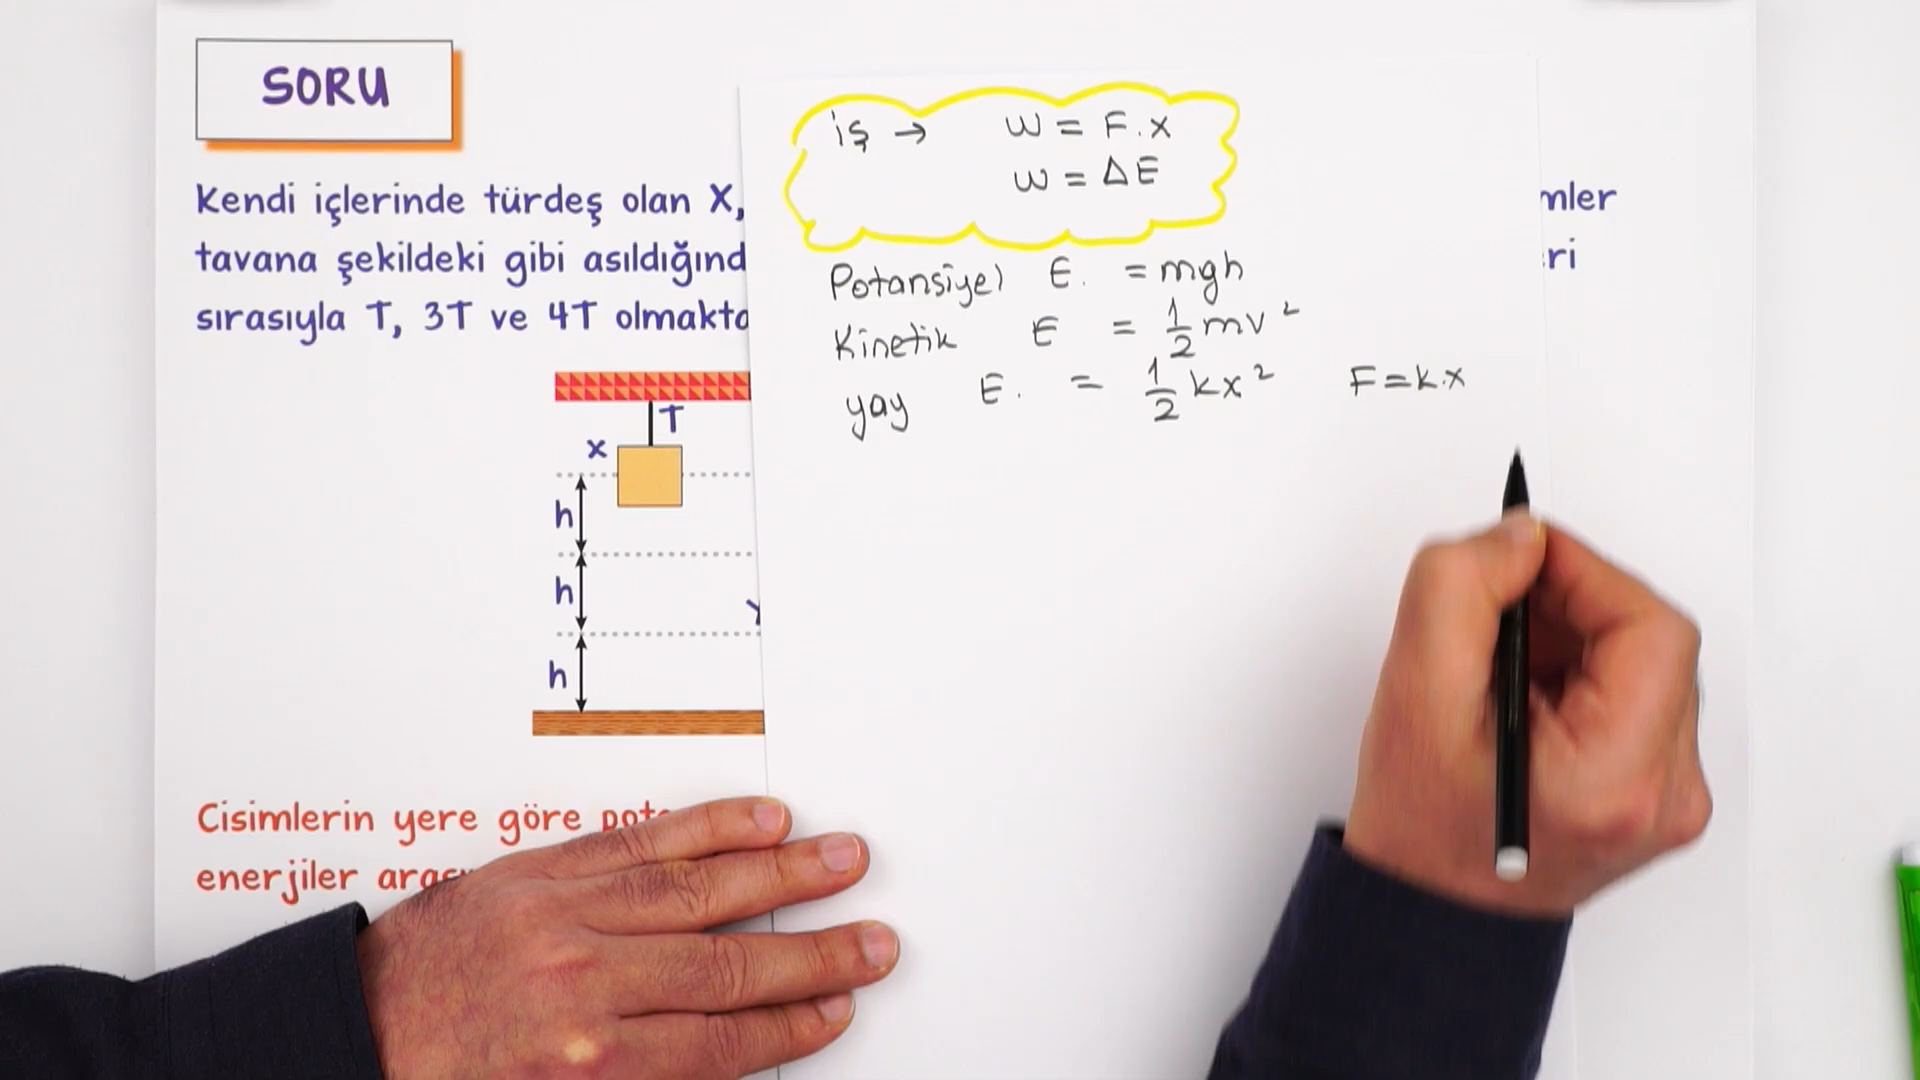 SORU
Kendi içlerinde türdeş olan X,
tavana şekildeki gibi asıldığınd
sırasıyla T, 3T ve 4T olmakta
T
X
h
h
h
Y
Cisimlerin yere göre
enerjiler
mler
ri
iş → W = F.x
W = ΔE
Potansiyel E. = mgh
Kinetik E = 1/2 mv²
yay E. = 1/2 kx² F=k.x